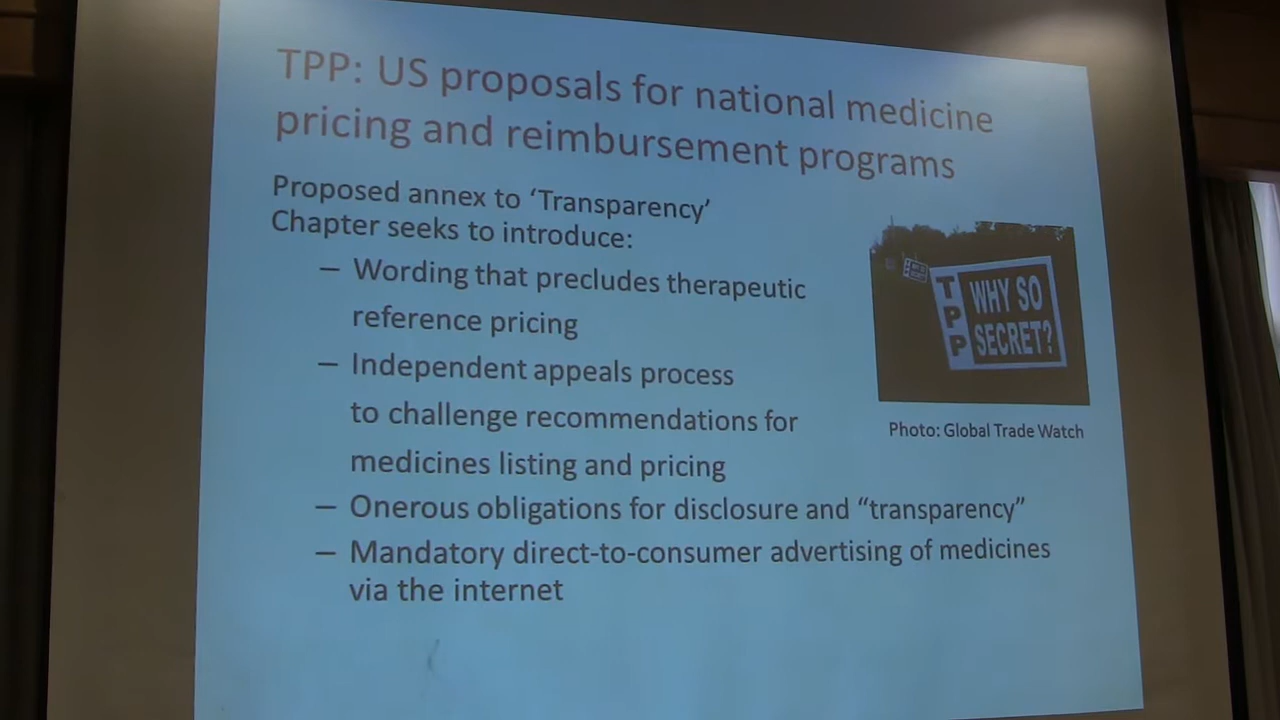 TPP: US proposals for national medicine
pricing and reimbursement programs
Proposed annex to ‘Transparency’
Chapter seeks to introduce:
– Wording that precludes therapeutic
reference pricing
– Independent appeals process
to challenge recommendations for
medicines listing and pricing
– Onerous obligations for disclosure and “transparency”
– Mandatory direct-to-consumer advertising of medicines
via the internet
TPP
WHY SO
SECRET?
Photo: Global Trade Watch